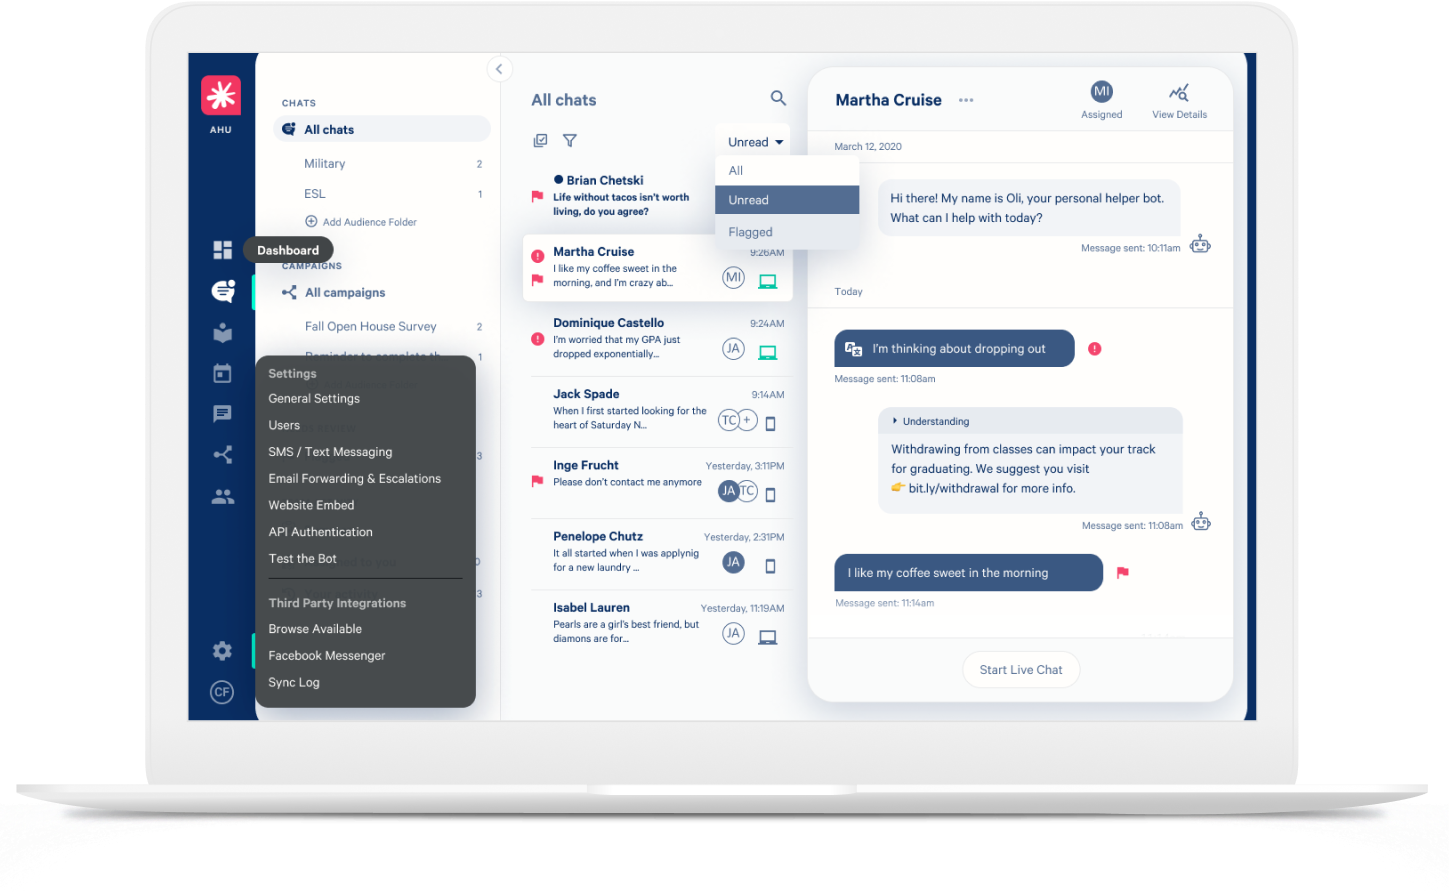 AHU
Dashboard
CF
CHATS
All chats
Military 2
ESL 1
Add Audience Folder
CAMPAIGNS
All campaigns
Fall Open House Survey 2
1
3
3
Settings
General Settings
Users
SMS / Text Messaging
Email Forwarding & Escalations
Website Embed
API Authentication
Test the Bot
Third Party Integrations
Browse Available
Facebook Messenger
Sync Log
All chats
Unread
All
Unread
Flagged
Brian Chetski
Life without tacos isn't worth
living, do you agree?
Martha Cruise 9:26AM
I like my coffee sweet in the
morning, and I'm crazy ab...
MI
Dominique Castello 9:24AM
I'm worried that my GPA just
dropped exponentially...
JA
Jack Spade 9:14AM
When I first started looking for the
heart of Saturday N...
TC +
Inge Frucht Yesterday, 3:11PM
Please don't contact me anymore
JA TC
Penelope Chutz Yesterday, 2:31PM
It all started when I was applynig
for a new laundry ...
JA
Isabel Lauren Yesterday, 11:19AM
Pearls are a girl's best friend, but
diamons are for...
JA
Martha Cruise
MI
Assigned
View Details
March 12, 2020
Hi there! My name is Oli, your personal helper bot.
What can I help with today?
Message sent: 10:11am
Today
I'm thinking about dropping out
Message sent: 11:08am
Understanding
Withdrawing from classes can impact your track
for graduating. We suggest you visit
👉 bit.ly/withdrawal for more info.
Message sent: 11:08am
I like my coffee sweet in the morning
Message sent: 11:14am
Start Live Chat